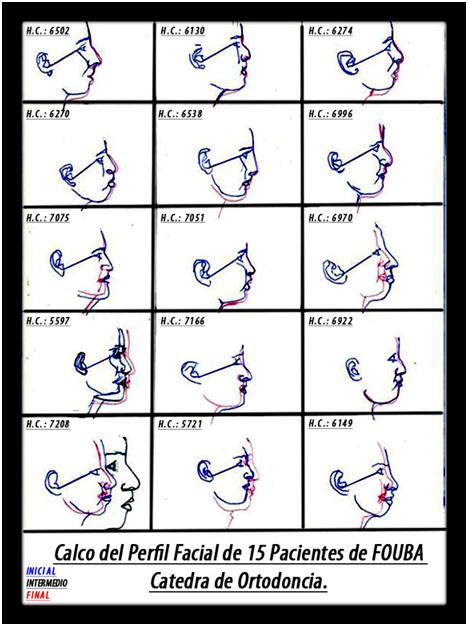 H.C.: 6502
H.C.: 6130
H.C.: 6274
H.C.: 6270
H.C.: 6538
H.C.: 6996
H.C.: 7075
H.C.: 7051
H.C.: 6970
H.C.: 5597
H.C.: 7166
H.C.: 6922
H.C.: 7208
H.C.: 5721
H.C.: 6149
Calco del Perfil Facial de 15 Pacientes de FOUBA
Catedra de Ortodoncia.
INICIAL
INTERMEDIO
FINAL